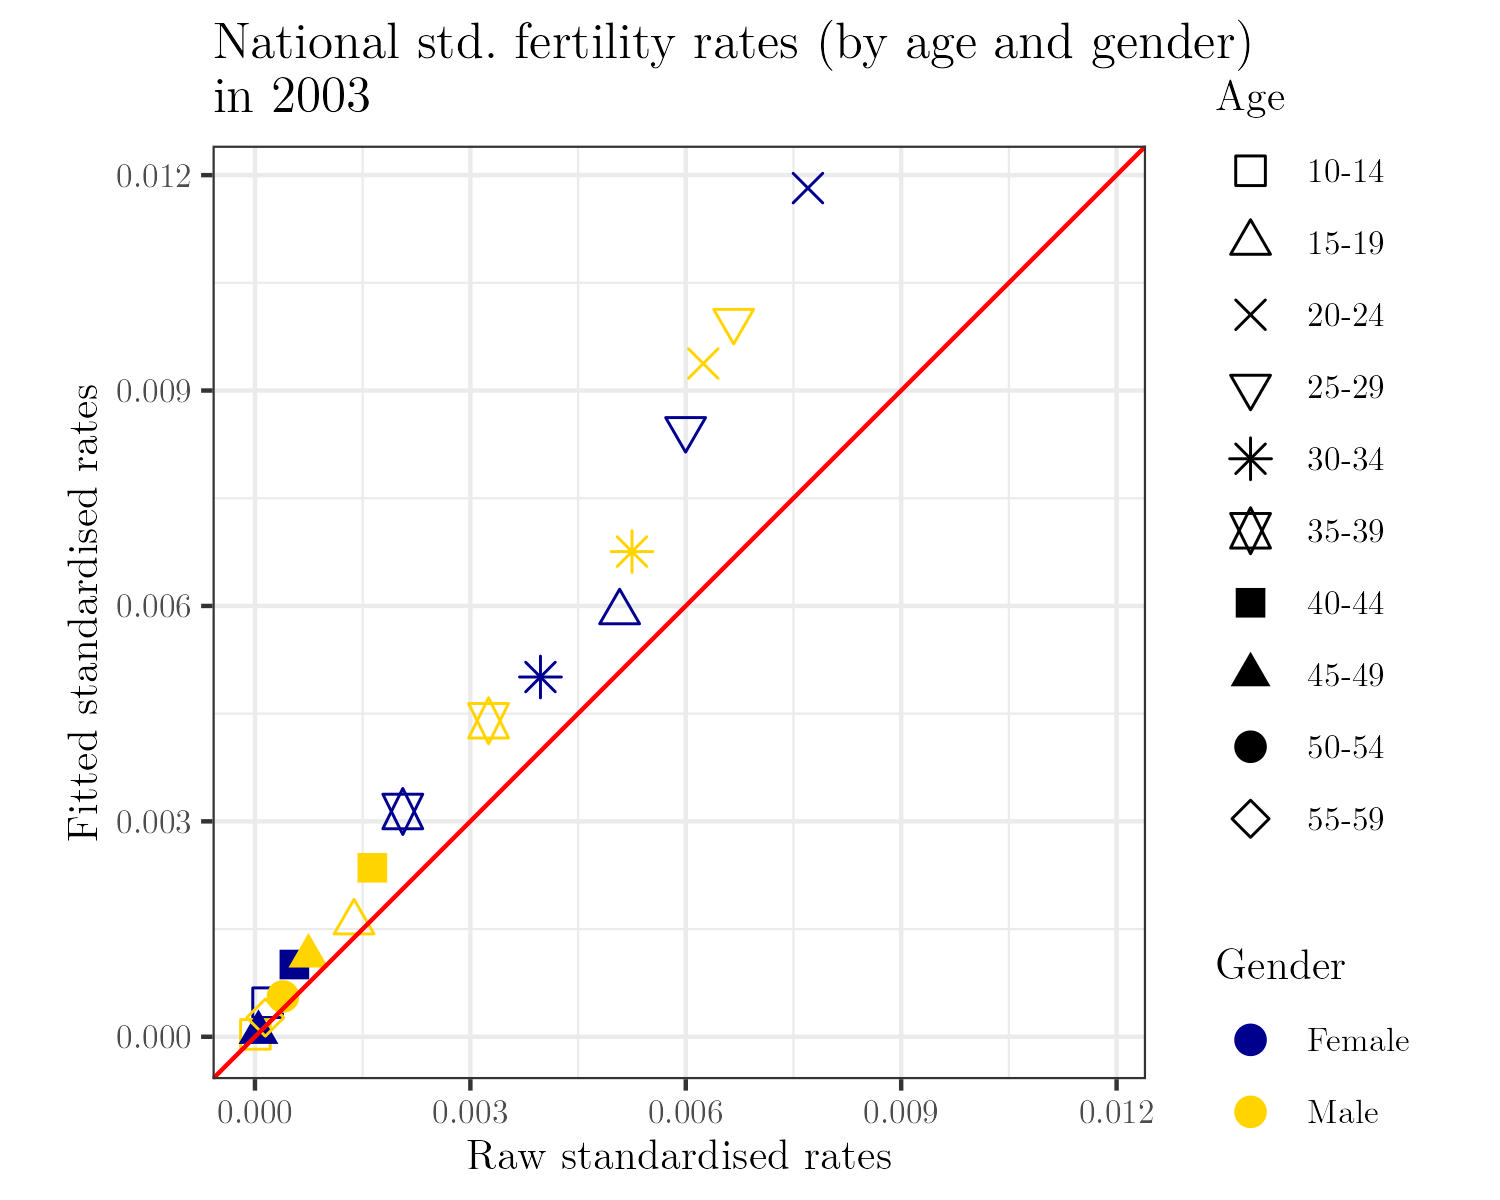 National std. fertility rates (by age and gender)
in 2003
Age
10-14
15-19
20-24
25-29
30-34
35-39
40-44
45-49
50-54
55-59
Gender
Female
Male
Fitted standardised rates
0.012
0.009
0.006
0.003
0.000
0.000 0.003 0.006 0.009 0.012
Raw standardised rates